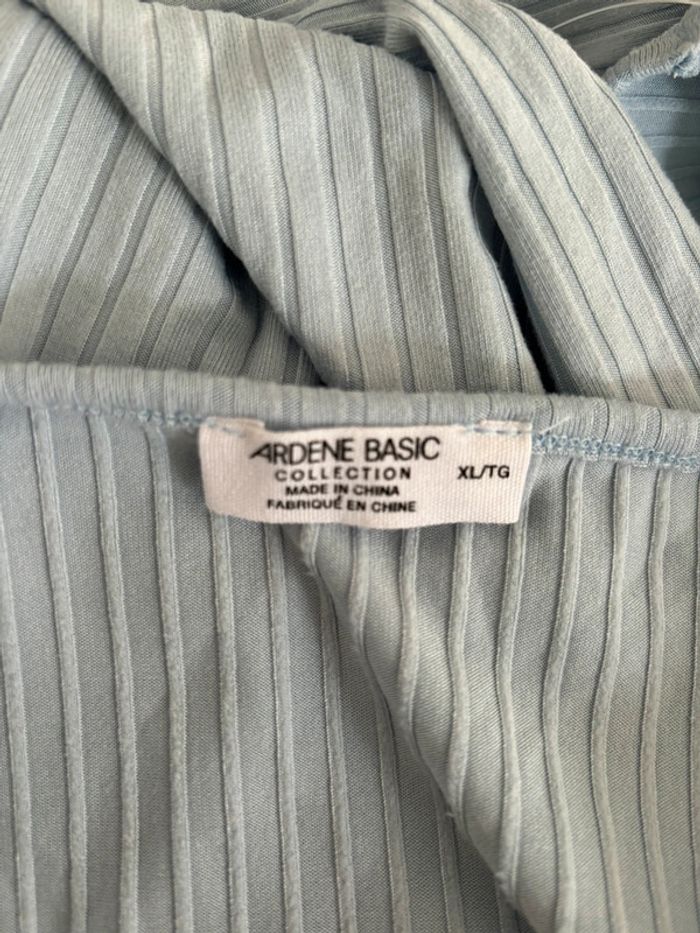 ARDENE BASIC
COLLECTION
XL/TG
MADE IN CHINA
FABRIQUÉ EN CHINE